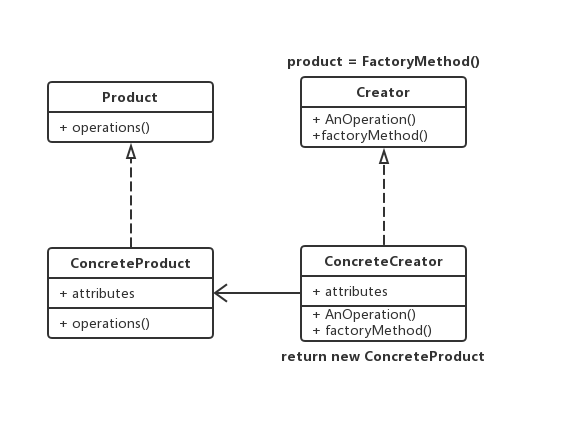 product = FactoryMethod()
Product
+ operations()
Creator
+ AnOperation()
+factoryMethod()
ConcreteProduct
+ attributes
+ operations()
ConcreteCreator
+ attributes
+ AnOperation()
+ factoryMethod()
return new ConcreteProduct